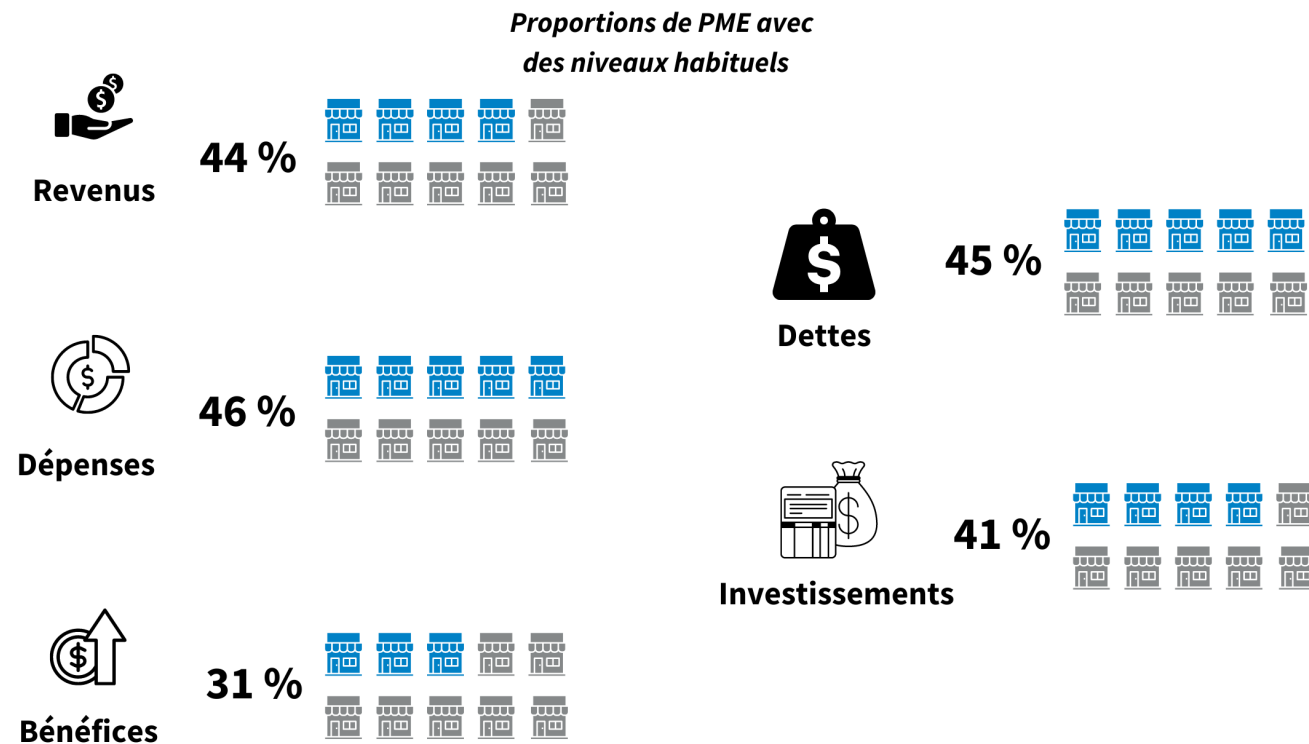 Proportions de PME avec
des niveaux habituels
44 %
Revenus
46 %
Dépenses
31 %
Bénéfices
45 %
Dettes
41 %
Investissements